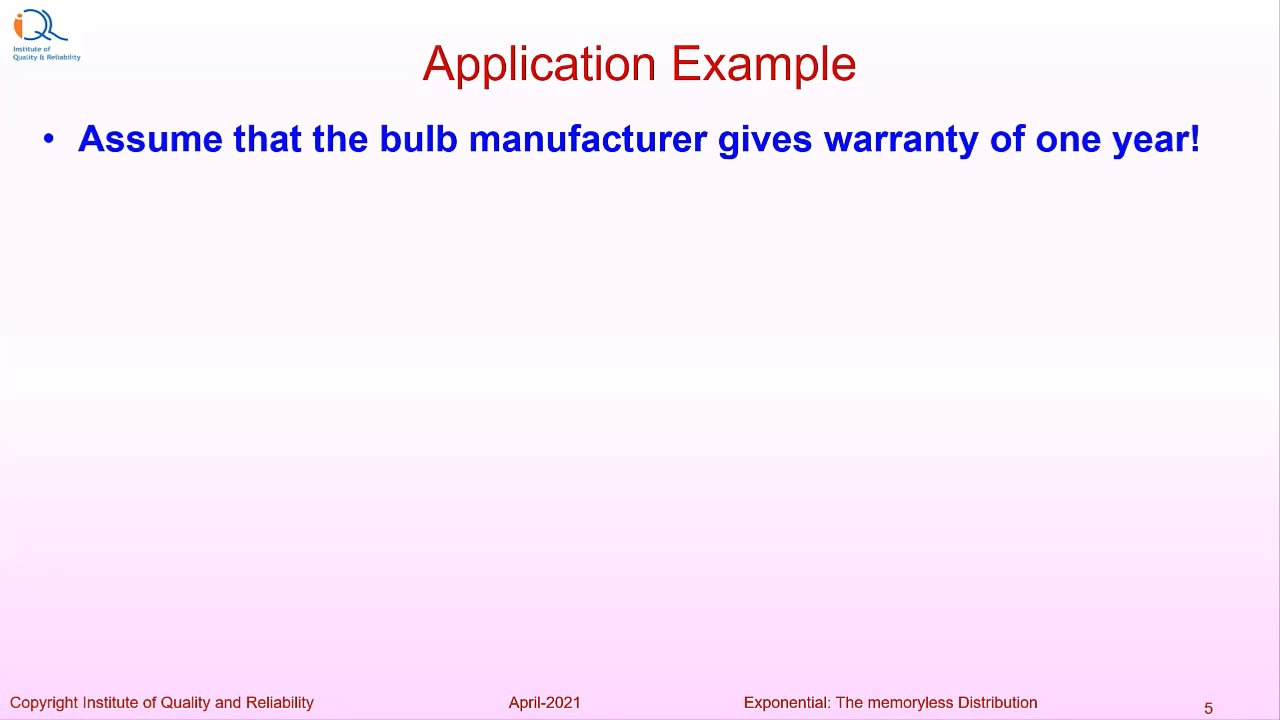 iQR
Institute of
Quality & Reliability
Application Example
• Assume that the bulb manufacturer gives warranty of one year!
Copyright Institute of Quality and Reliability
April-2021
Exponential: The memoryless Distribution
5